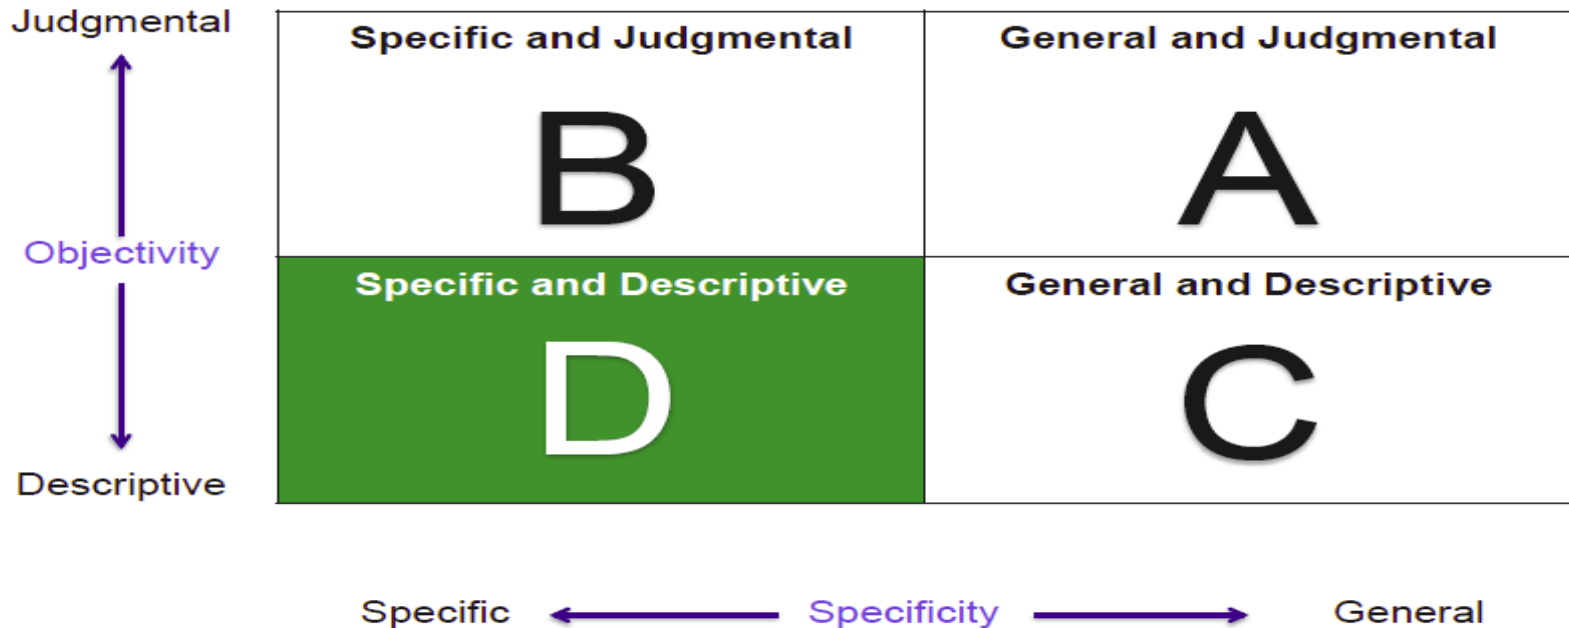 Judgmental
Specific and Judgmental
General and Judgmental
B
A
Objectivity
Specific and Descriptive
General and Descriptive
D
C
Descriptive
Specific
Specificity
General